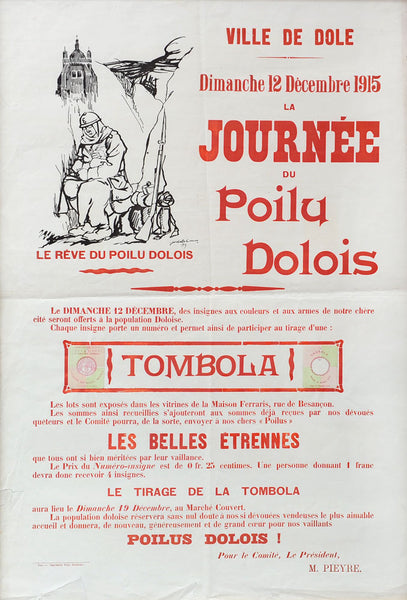 VILLE DE DOLE
Dimanche 12 Décembre 1915
LA
JOURNÉE
DU
Poilu
Dolois
LE RÊVE DU POILU DOLOIS
Le DIMANCHE 12 DÉCEMBRE, des insignes aux couleurs et aux armes de notre chère
cité seront offerts à la population Doloise.
Chaque insigne porte un numéro et permet ainsi de participer au tirage d'une :
TOMBOLA
Les lots sont exposés dans les vitrines de la Maison Ferraris, rue de Besançon.
Les sommes ainsi recueillies s'ajouteront aux sommes déjà reçues par nos dévoués
quêteurs et le Comité pourra, de la sorte, envoyer à nos chers « Poilus »
LES BELLES ÉTRENNES
que tous ont si bien méritées par leur vaillance.
Le Prix du Numéro-insigne est de 0 fr. 25 centimes. Une personne donnant 1 franc
devra donc recevoir 4 insignes.
LE TIRAGE DE LA TOMBOLA
aura lieu le Dimanche 19 Décembre, au Marché Couvert.
La population doloise réservera sans nul doute à nos si dévouées vendeuses le plus aimable
accueil et donnera, de nouveau, généreusement et de grand cœur pour nos vaillants
POILUS DOLOIS !
Pour le Comité, Le Président,
M. PIEYRE.